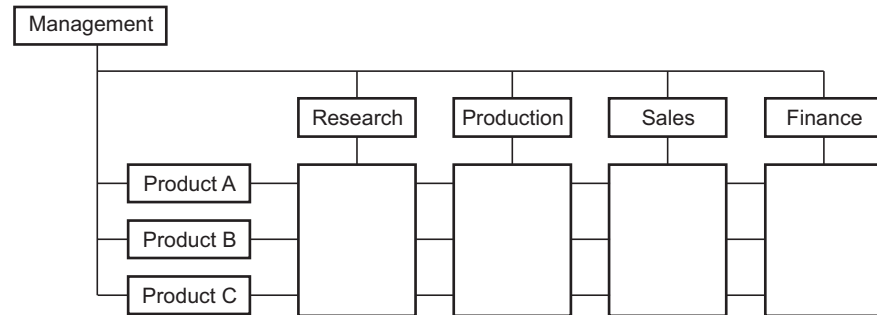 Management
Research
Production
Sales
Finance
Product A
Product B
Product C